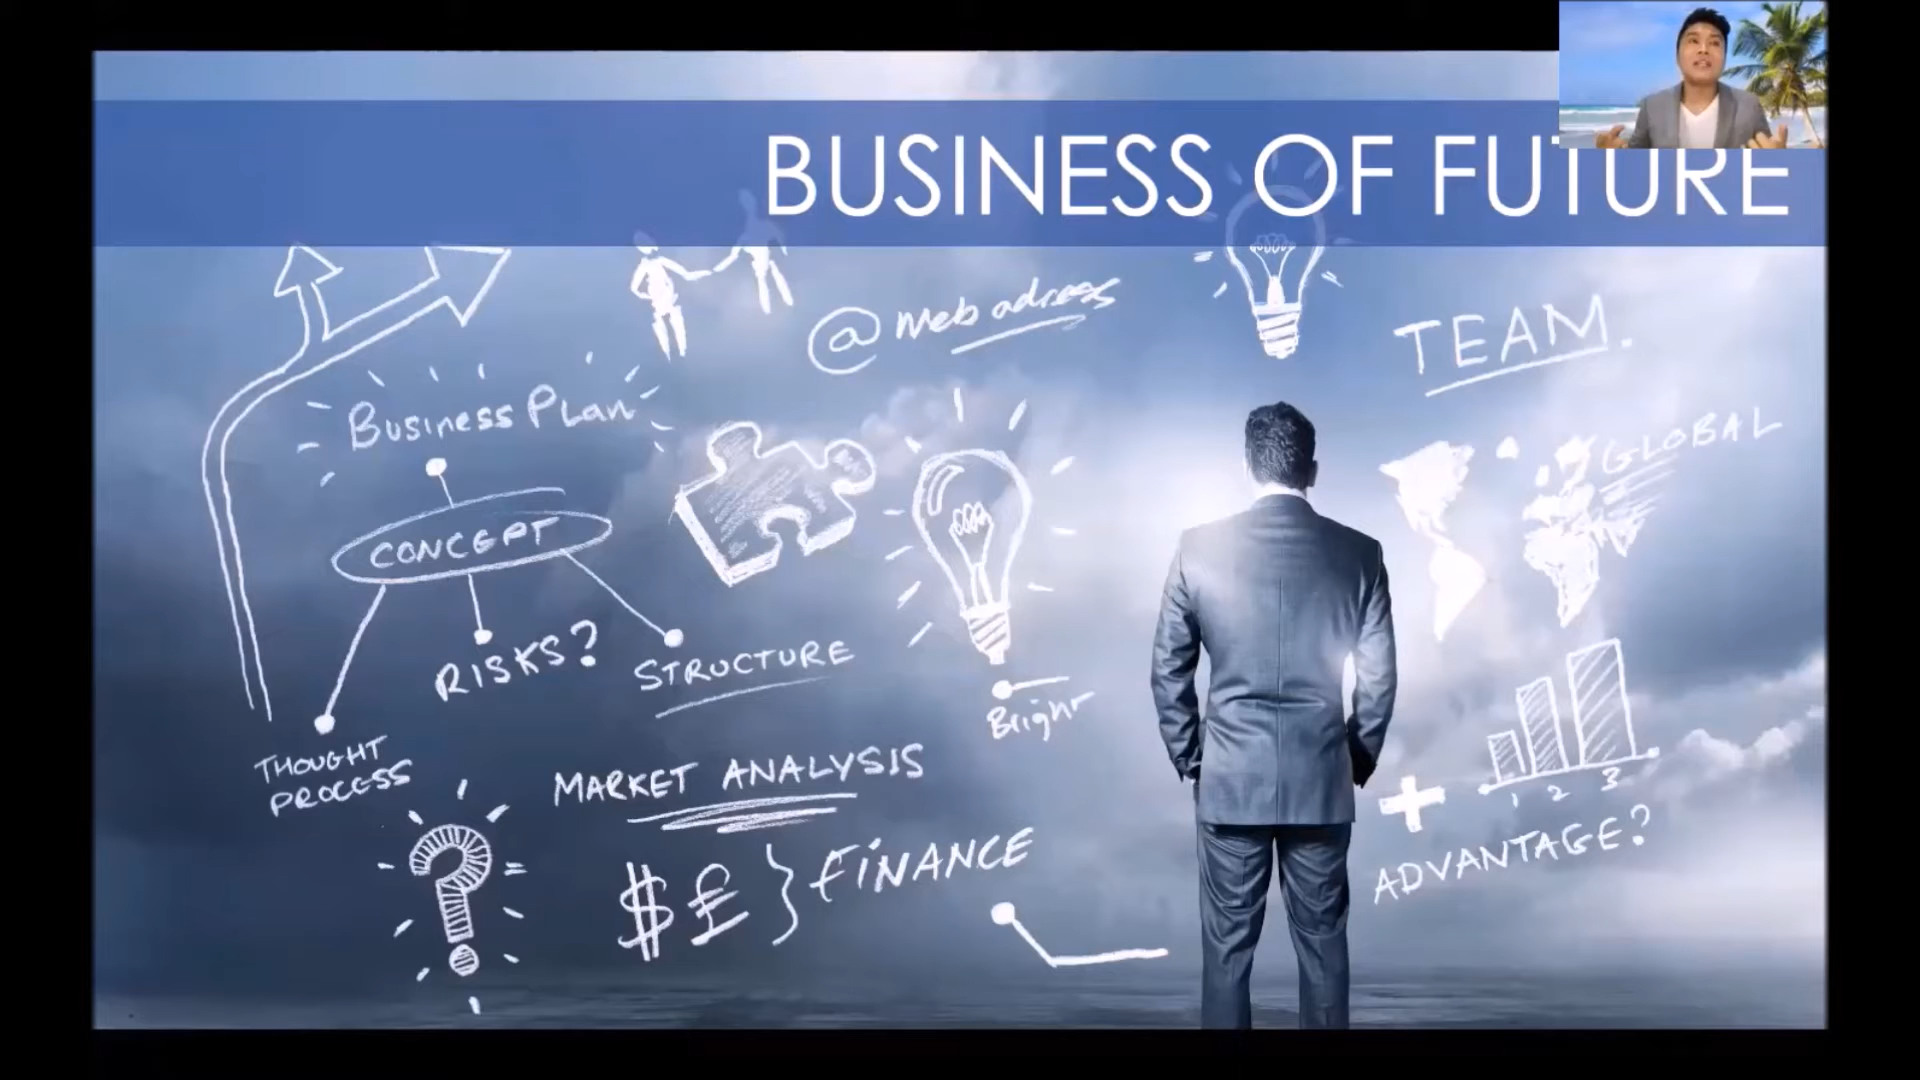 BUSINESS OF FUTURE
@ Web adress
TEAM.
Business Plan
GLOBAL
CONCEPT
RISKS?
STRUCTURE
Bright
THOUGHT
PROCESS
MARKET ANALYSIS
1 2 3
+
ADVANTAGE?
$ £ } FINANCE
?